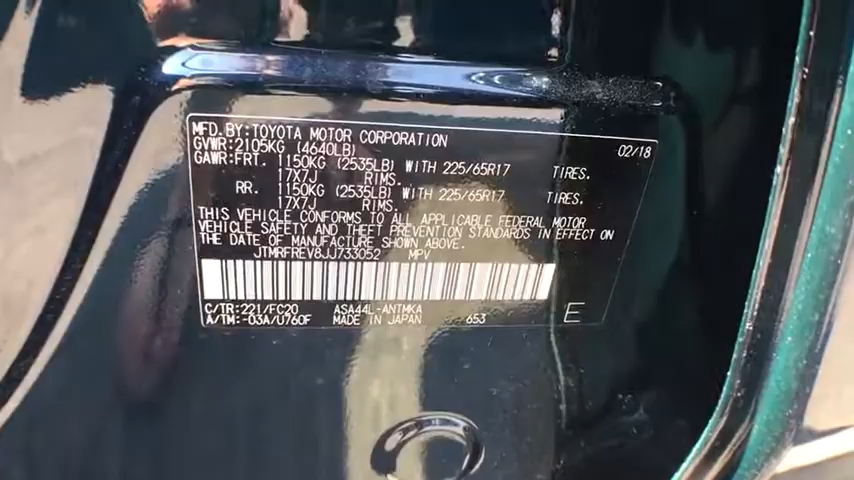 MFD. BY: TOYOTA MOTOR CORPORATION 02/18
GVWR: 2105KG (4640LB)
GAWR: FRT. 1150KG (2535LB) WITH 225/65R17 TIRES.
17X7J RIMS.
RR. 1150KG (2535LB) WITH 225/65R17 TIRES.
17X7J RIMS.
THIS VEHICLE CONFORMS TO ALL APPLICABLE FEDERAL MOTOR
VEHICLE SAFETY AND THEFT PREVENTION STANDARDS IN EFFECT ON
THE DATE OF MANUFACTURE SHOWN ABOVE.
JTMRFREV8JJ733052 MPV
C/TR: 221/FC20 ASA44L-ANTMKA
A/TM: -03A/U760F MADE IN JAPAN 653 E